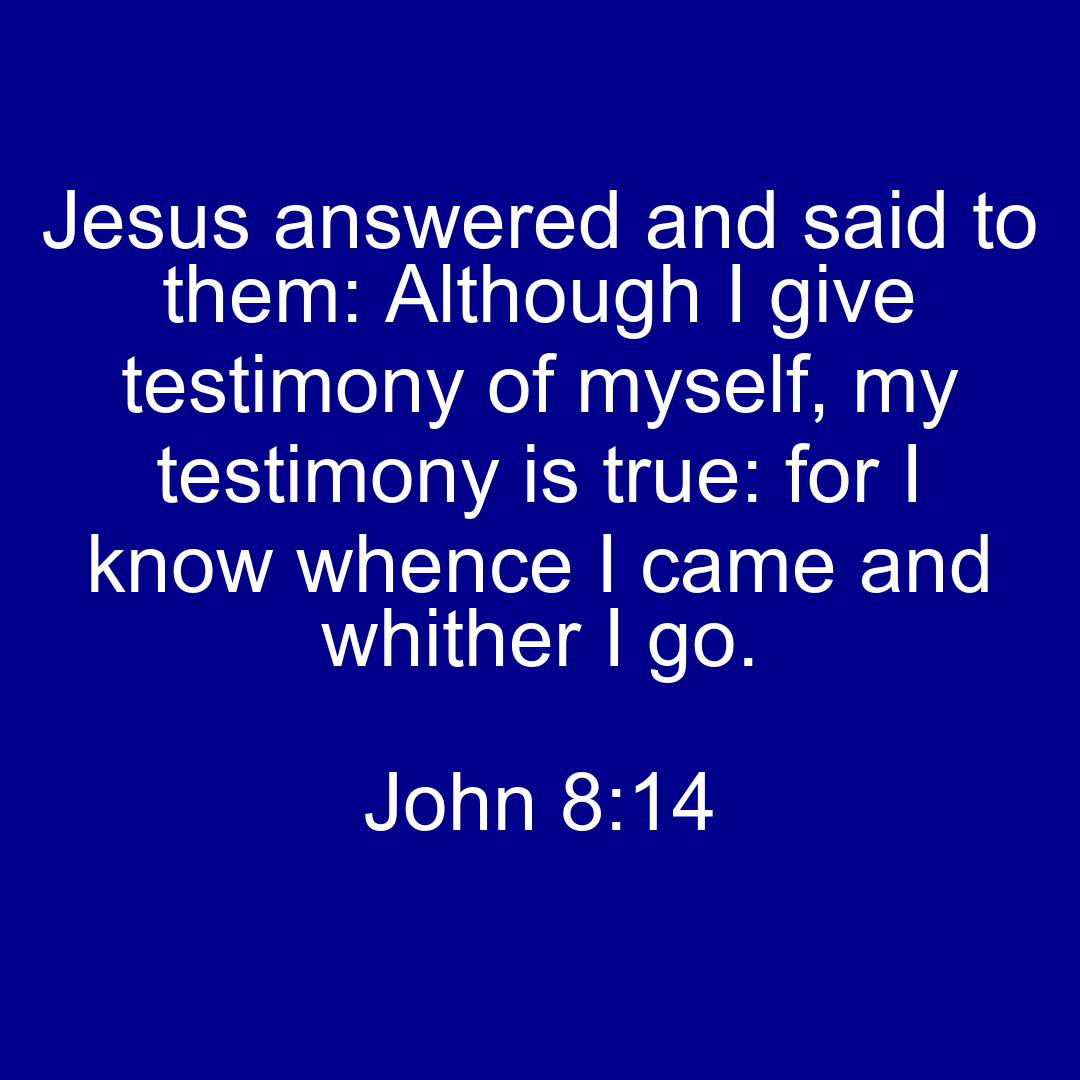 Jesus answered and said to
them: Although I give
testimony of myself, my
testimony is true: for I
know whence I came and
whither I go.
John 8:14